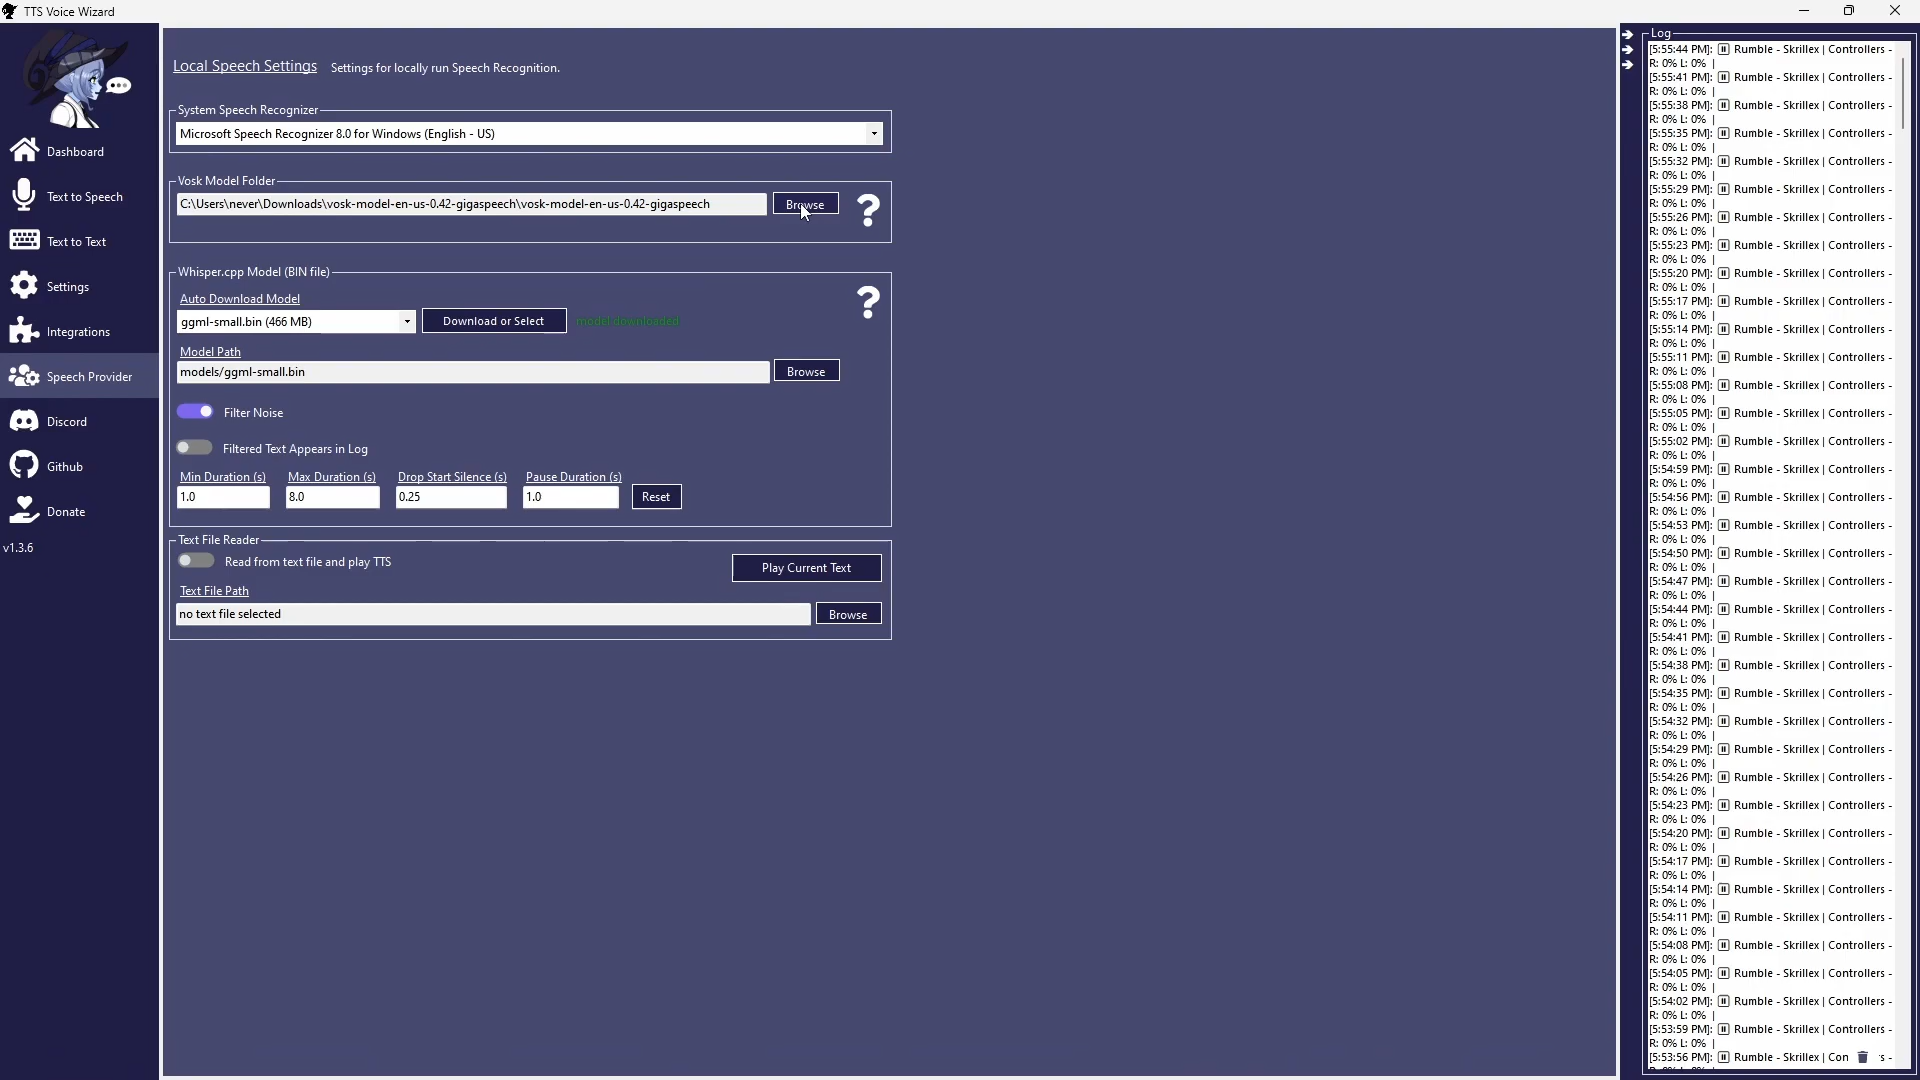 TTS Voice Wizard
Dashboard
Text to Speech
Text to Text
Settings
Integrations
Speech Provider
Discord
Github
Donate
v1.3.6
Local Speech Settings Settings for locally run Speech Recognition.
System Speech Recognizer
Microsoft Speech Recognizer 8.0 for Windows (English - US)
Vosk Model Folder
C:\Users\never\Downloads\vosk-model-en-us-0.42-gigaspeech\vosk-model-en-us-0.42-gigaspeech Browse ?
Whisper.cpp Model (BIN file)
Auto Download Model ?
ggml-small.bin (466 MB) Download or Select model downloaded
Model Path
models/ggml-small.bin Browse
Filter Noise
Filtered Text Appears in Log
Min Duration (s) Max Duration (s) Drop Start Silence (s) Pause Duration (s)
1.0 8.0 0.25 1.0 Reset
Text File Reader
Read from text file and play TTS Play Current Text
Text File Path
no text file selected Browse
Log
[5:55:44 PM]: ⏸ Rumble - Skrillex | Controllers -
R: 0% L: 0% |
[5:55:41 PM]: ⏸ Rumble - Skrillex | Controllers -
R: 0% L: 0% |
[5:55:38 PM]: ⏸ Rumble - Skrillex | Controllers -
R: 0% L: 0% |
[5:55:35 PM]: ⏸ Rumble - Skrillex | Controllers -
R: 0% L: 0% |
[5:55:32 PM]: ⏸ Rumble - Skrillex | Controllers -
R: 0% L: 0% |
[5:55:29 PM]: ⏸ Rumble - Skrillex | Controllers -
R: 0% L: 0% |
[5:55:26 PM]: ⏸ Rumble - Skrillex | Controllers -
R: 0% L: 0% |
[5:55:23 PM]: ⏸ Rumble - Skrillex | Controllers -
R: 0% L: 0% |
[5:55:20 PM]: ⏸ Rumble - Skrillex | Controllers -
R: 0% L: 0% |
[5:55:17 PM]: ⏸ Rumble - Skrillex | Controllers -
R: 0% L: 0% |
[5:55:14 PM]: ⏸ Rumble - Skrillex | Controllers -
R: 0% L: 0% |
[5:55:11 PM]: ⏸ Rumble - Skrillex | Controllers -
R: 0% L: 0% |
[5:55:08 PM]: ⏸ Rumble - Skrillex | Controllers -
R: 0% L: 0% |
[5:55:05 PM]: ⏸ Rumble - Skrillex | Controllers -
R: 0% L: 0% |
[5:55:02 PM]: ⏸ Rumble - Skrillex | Controllers -
R: 0% L: 0% |
[5:54:59 PM]: ⏸ Rumble - Skrillex | Controllers -
R: 0% L: 0% |
[5:54:56 PM]: ⏸ Rumble - Skrillex | Controllers -
R: 0% L: 0% |
[5:54:53 PM]: ⏸ Rumble - Skrillex | Controllers -
R: 0% L: 0% |
[5:54:50 PM]: ⏸ Rumble - Skrillex | Controllers -
R: 0% L: 0% |
[5:54:47 PM]: ⏸ Rumble - Skrillex | Controllers -
R: 0% L: 0% |
[5:54:44 PM]: ⏸ Rumble - Skrillex | Controllers -
R: 0% L: 0% |
[5:54:41 PM]: ⏸ Rumble - Skrillex | Controllers -
R: 0% L: 0% |
[5:54:38 PM]: ⏸ Rumble - Skrillex | Controllers -
R: 0% L: 0% |
[5:54:35 PM]: ⏸ Rumble - Skrillex | Controllers -
R: 0% L: 0% |
[5:54:32 PM]: ⏸ Rumble - Skrillex | Controllers -
R: 0% L: 0% |
[5:54:29 PM]: ⏸ Rumble - Skrillex | Controllers -
R: 0% L: 0% |
[5:54:26 PM]: ⏸ Rumble - Skrillex | Controllers -
R: 0% L: 0% |
[5:54:23 PM]: ⏸ Rumble - Skrillex | Controllers -
R: 0% L: 0% |
[5:54:20 PM]: ⏸ Rumble - Skrillex | Controllers -
R: 0% L: 0% |
[5:54:17 PM]: ⏸ Rumble - Skrillex | Controllers -
R: 0% L: 0% |
[5:54:14 PM]: ⏸ Rumble - Skrillex | Controllers -
R: 0% L: 0% |
[5:54:11 PM]: ⏸ Rumble - Skrillex | Controllers -
R: 0% L: 0% |
[5:54:08 PM]: ⏸ Rumble - Skrillex | Controllers -
R: 0% L: 0% |
[5:54:05 PM]: ⏸ Rumble - Skrillex | Controllers -
R: 0% L: 0% |
[5:54:02 PM]: ⏸ Rumble - Skrillex | Controllers -
R: 0% L: 0% |
[5:53:59 PM]: ⏸ Rumble - Skrillex | Controllers -
R: 0% L: 0% |
[5:53:56 PM]: ⏸ Rumble - Skrillex | Con s -